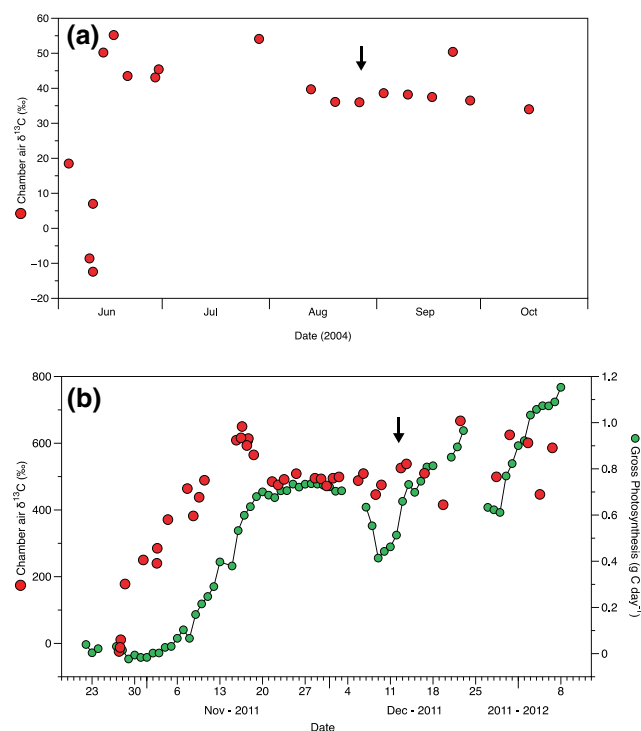 (a)
60
50
40
30
20
10
0
−10
−20
Chamber air δ13C (‰)
Jun Jul Aug Sep Oct
Date (2004)
(b)
800
600
400
200
0
Chamber air δ13C (‰)
1.2
1.0
0.8
0.6
0.4
0.2
0
Gross Photosynthesis
(g C day−1)
23 30 6 13 20 27 4 11 18 25 1 8
Nov - 2011 Dec - 2011 2011 - 2012
Date